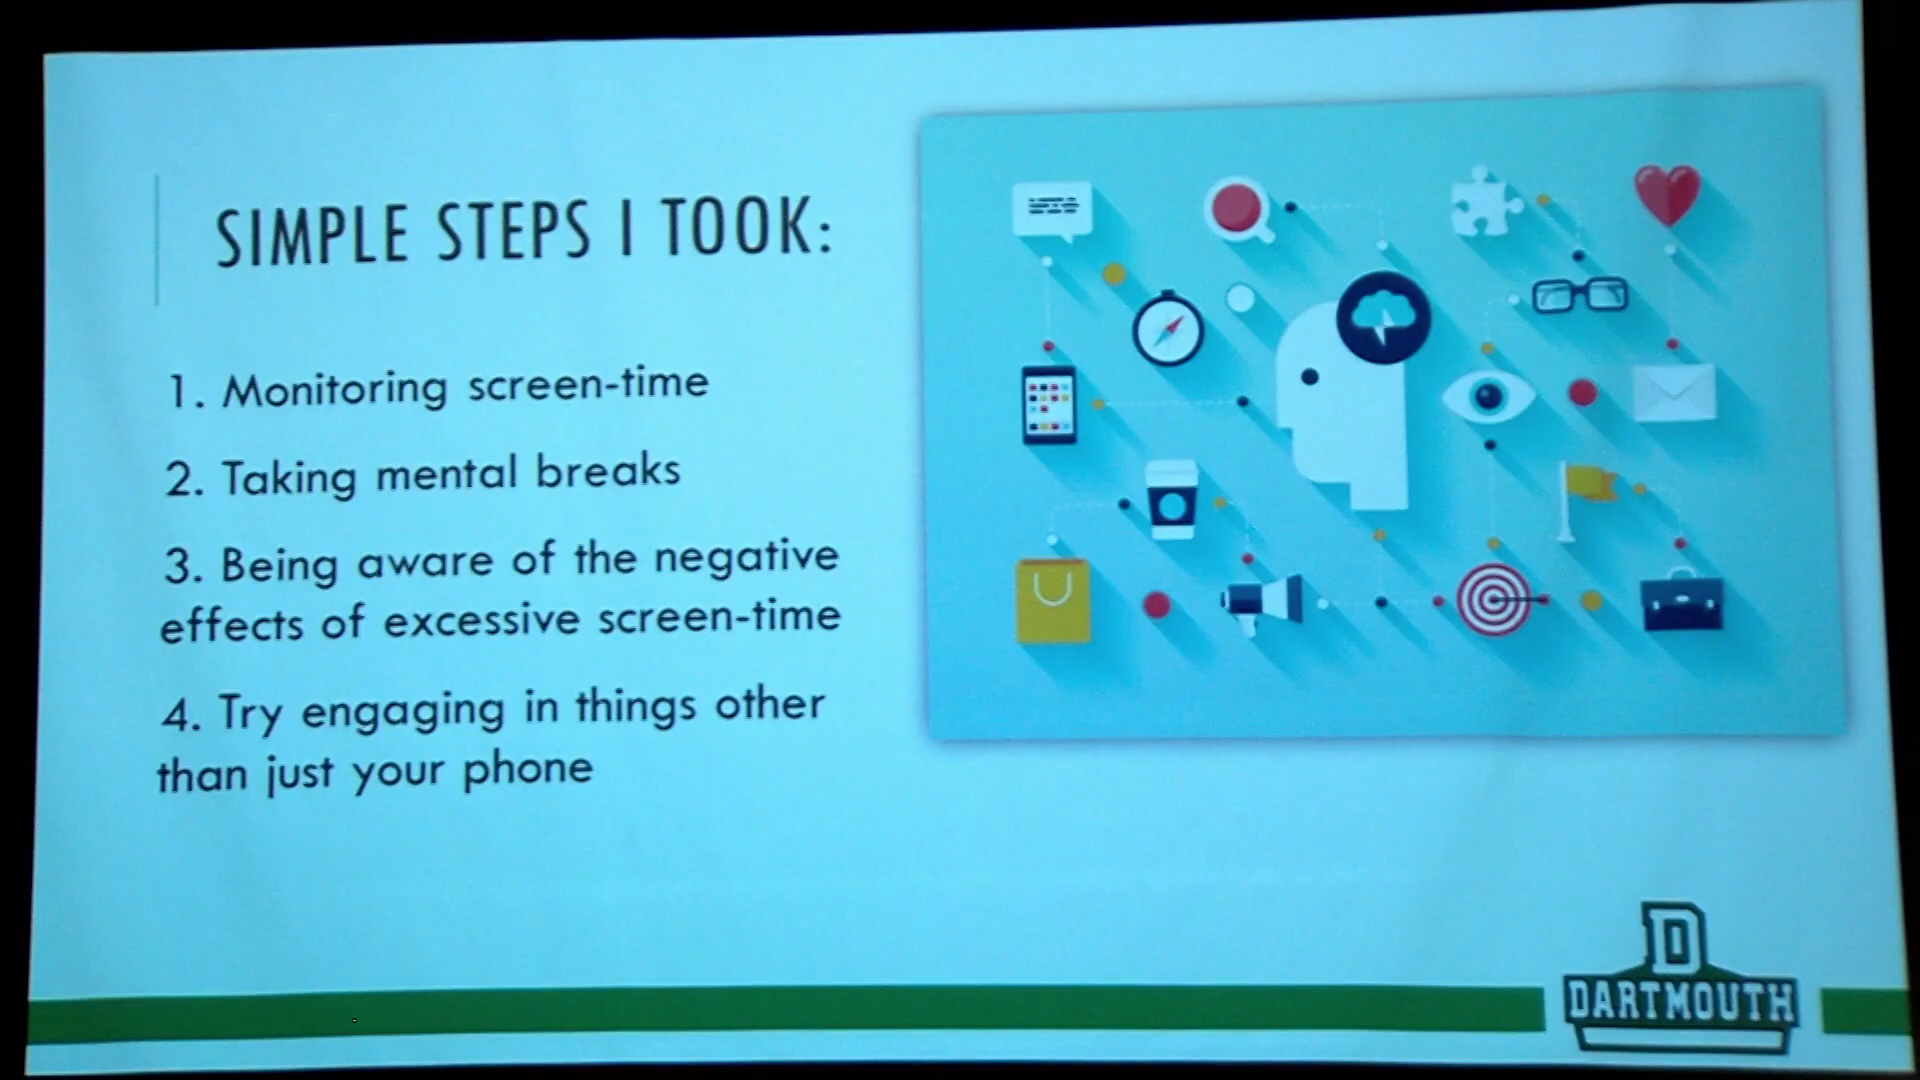 SIMPLE STEPS I TOOK:
1. Monitoring screen-time
2. Taking mental breaks
3. Being aware of the negative
effects of excessive screen-time
4. Try engaging in things other
than just your phone
D
DARTMOUTH